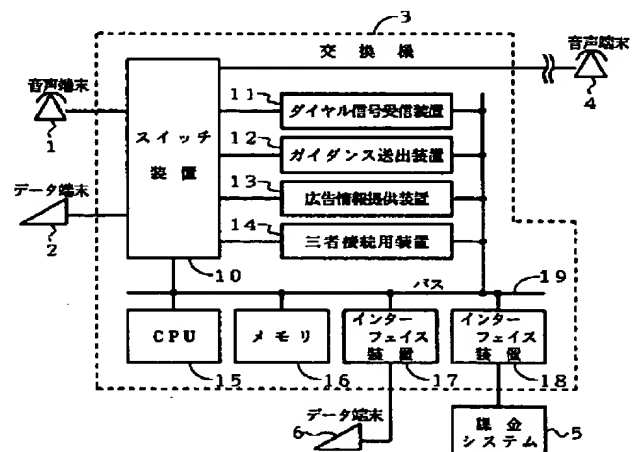 3
交換機
音声端末
4
音声端末
1
データ端末
2
スイッチ
装置
10
11
ダイヤル信号受信装置
12
ガイダンス送出装置
13
広告情報提供装置
14
三者接続用装置
バス
19
CPU
15
メモリ
16
インター
フェイス
装置
17
インター
フェイス
装置
18
データ端末
6
課金
システム
5